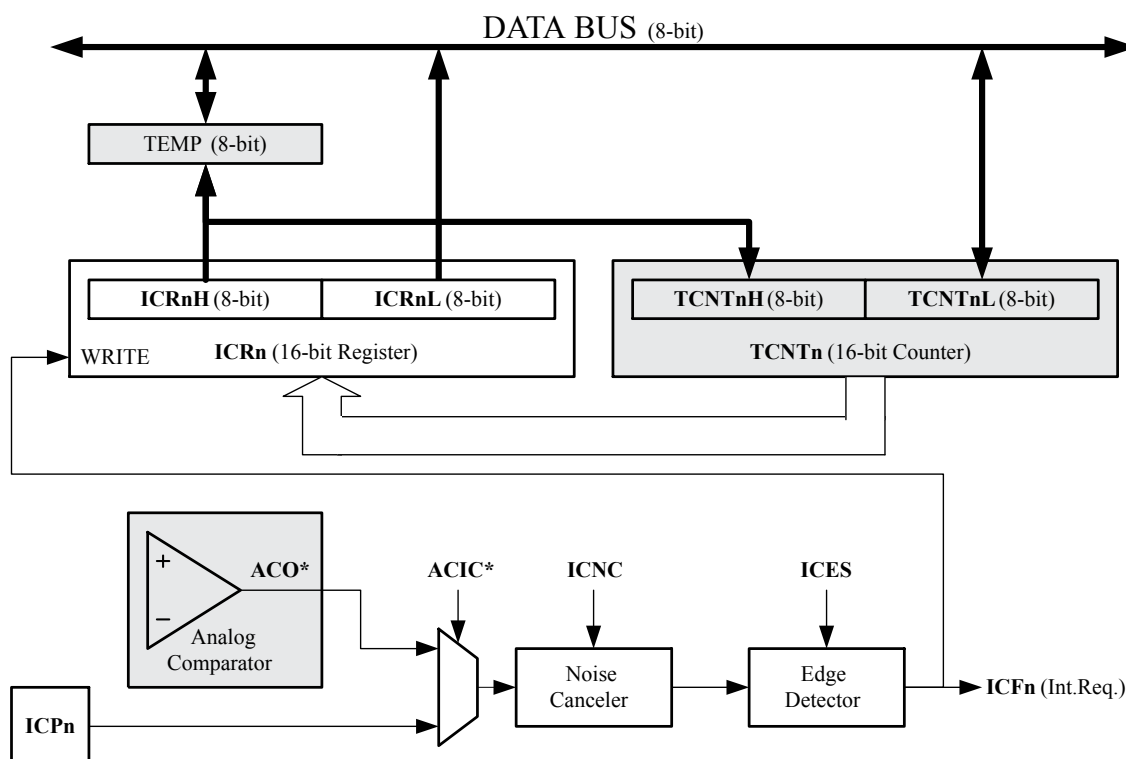 DATA BUS (8-bit)
TEMP (8-bit)
ICRnH (8-bit) ICRnL (8-bit) TCNTnH (8-bit) TCNTnL (8-bit)
WRITE ICRn (16-bit Register) TCNTn (16-bit Counter)
+
ACO* ACIC* ICNC ICES
−
Analog
Comparator
Noise
Canceler
Edge
Detector
ICFn (Int.Req.)
ICPn